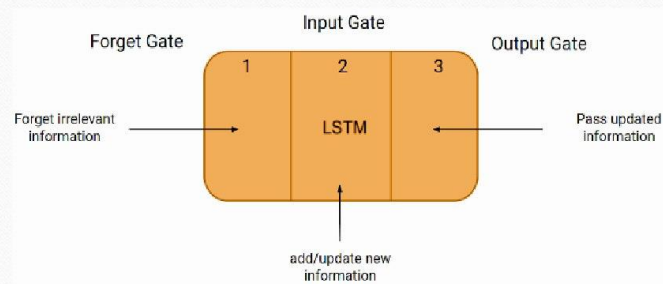 Input Gate
Forget Gate
Output Gate
1
2
3
Forget irrelevant
information
LSTM
Pass updated
information
add/update new
information